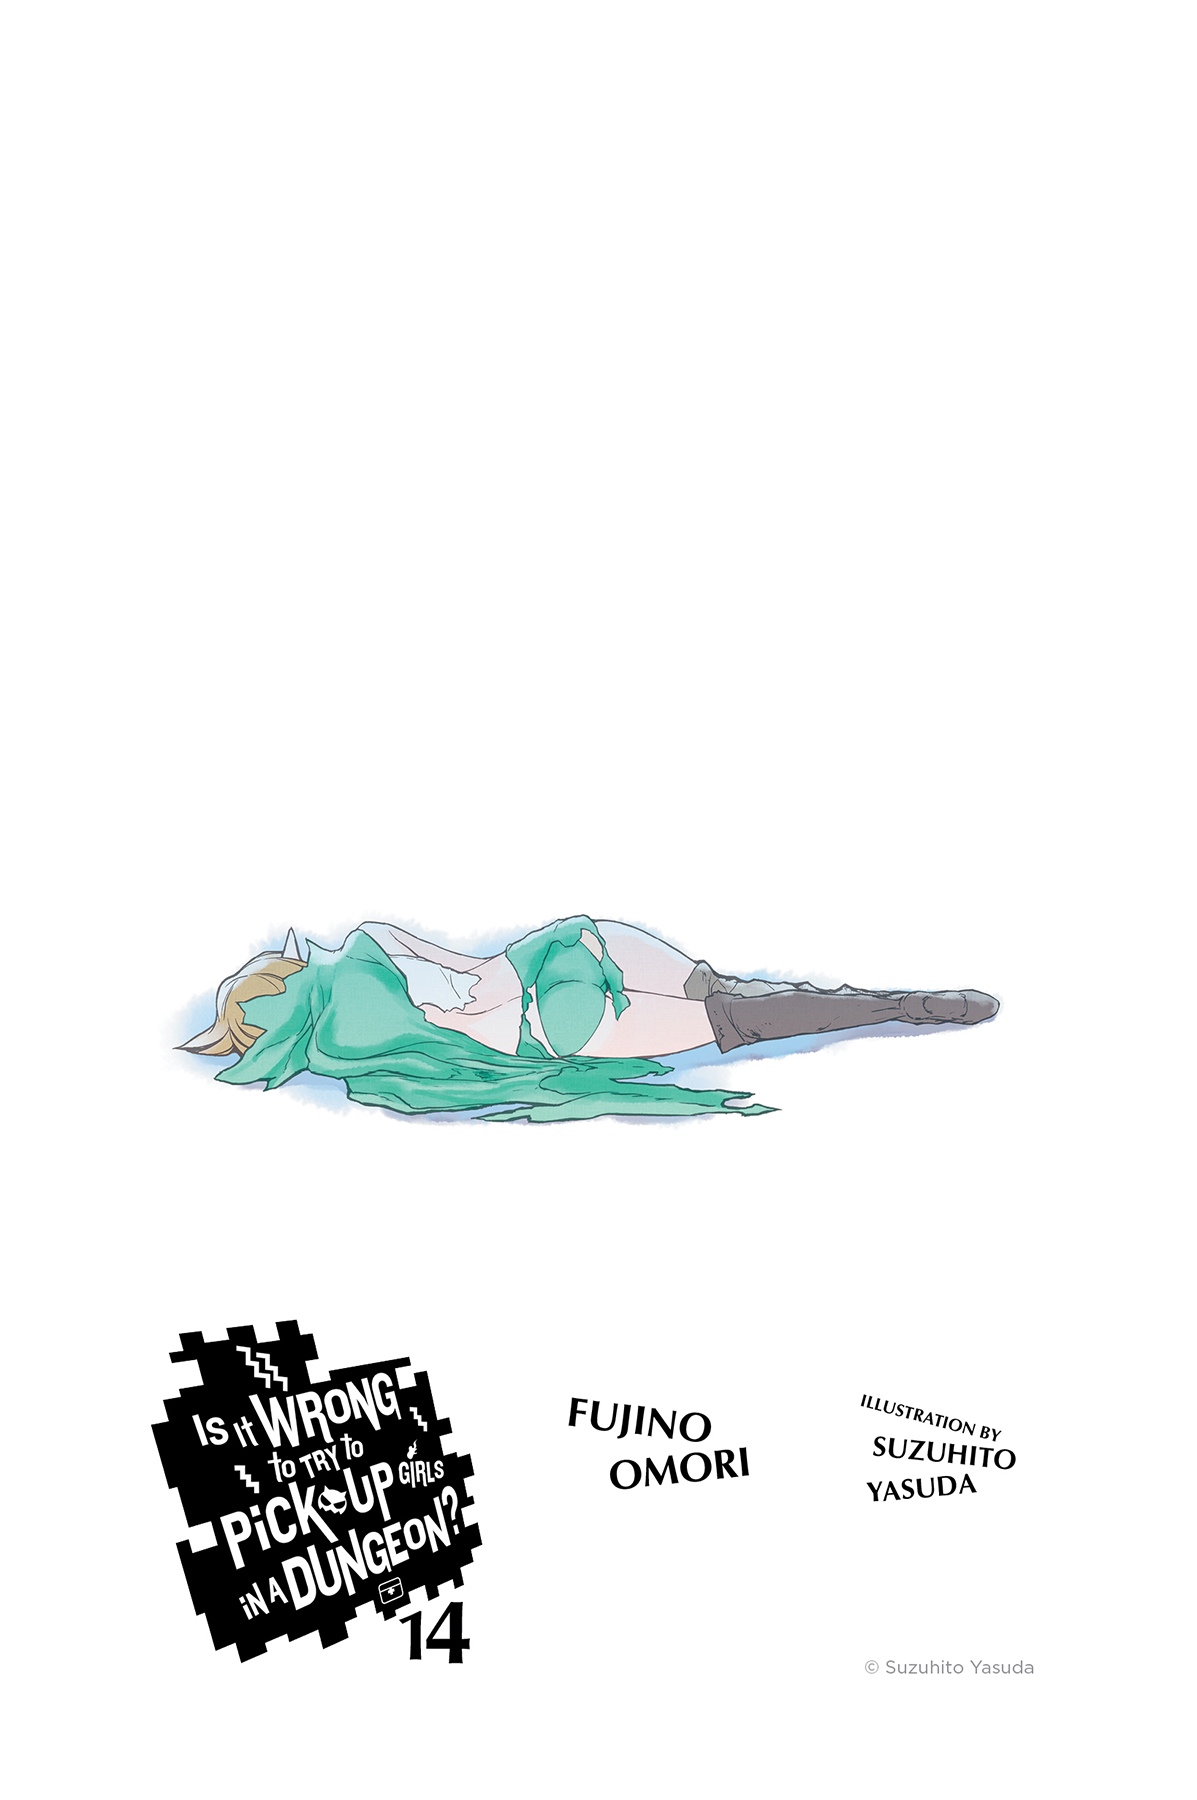 Is It WRONG
to TRY to
PiCK UP GIRLS
iN A DUNGEON?
14
FUJINO
OMORI
ILLUSTRATION BY
SUZUHITO
YASUDA
© Suzuhito Yasuda